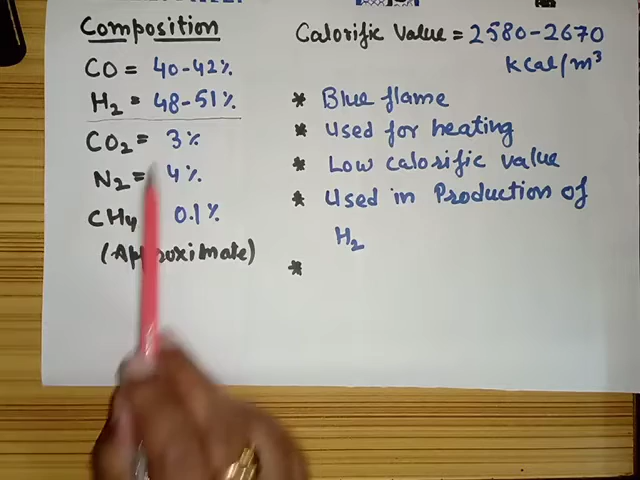 Composition
CO = 40-42%
H2 = 48-51%
CO2 = 3%
N2 = 4%
CH4 0.1%
(Approximate)
Calorific Value = 2580-2670
kcal/m³
* Blue flame
* Used for heating
* Low calorific value
* Used in Production of
H2
*